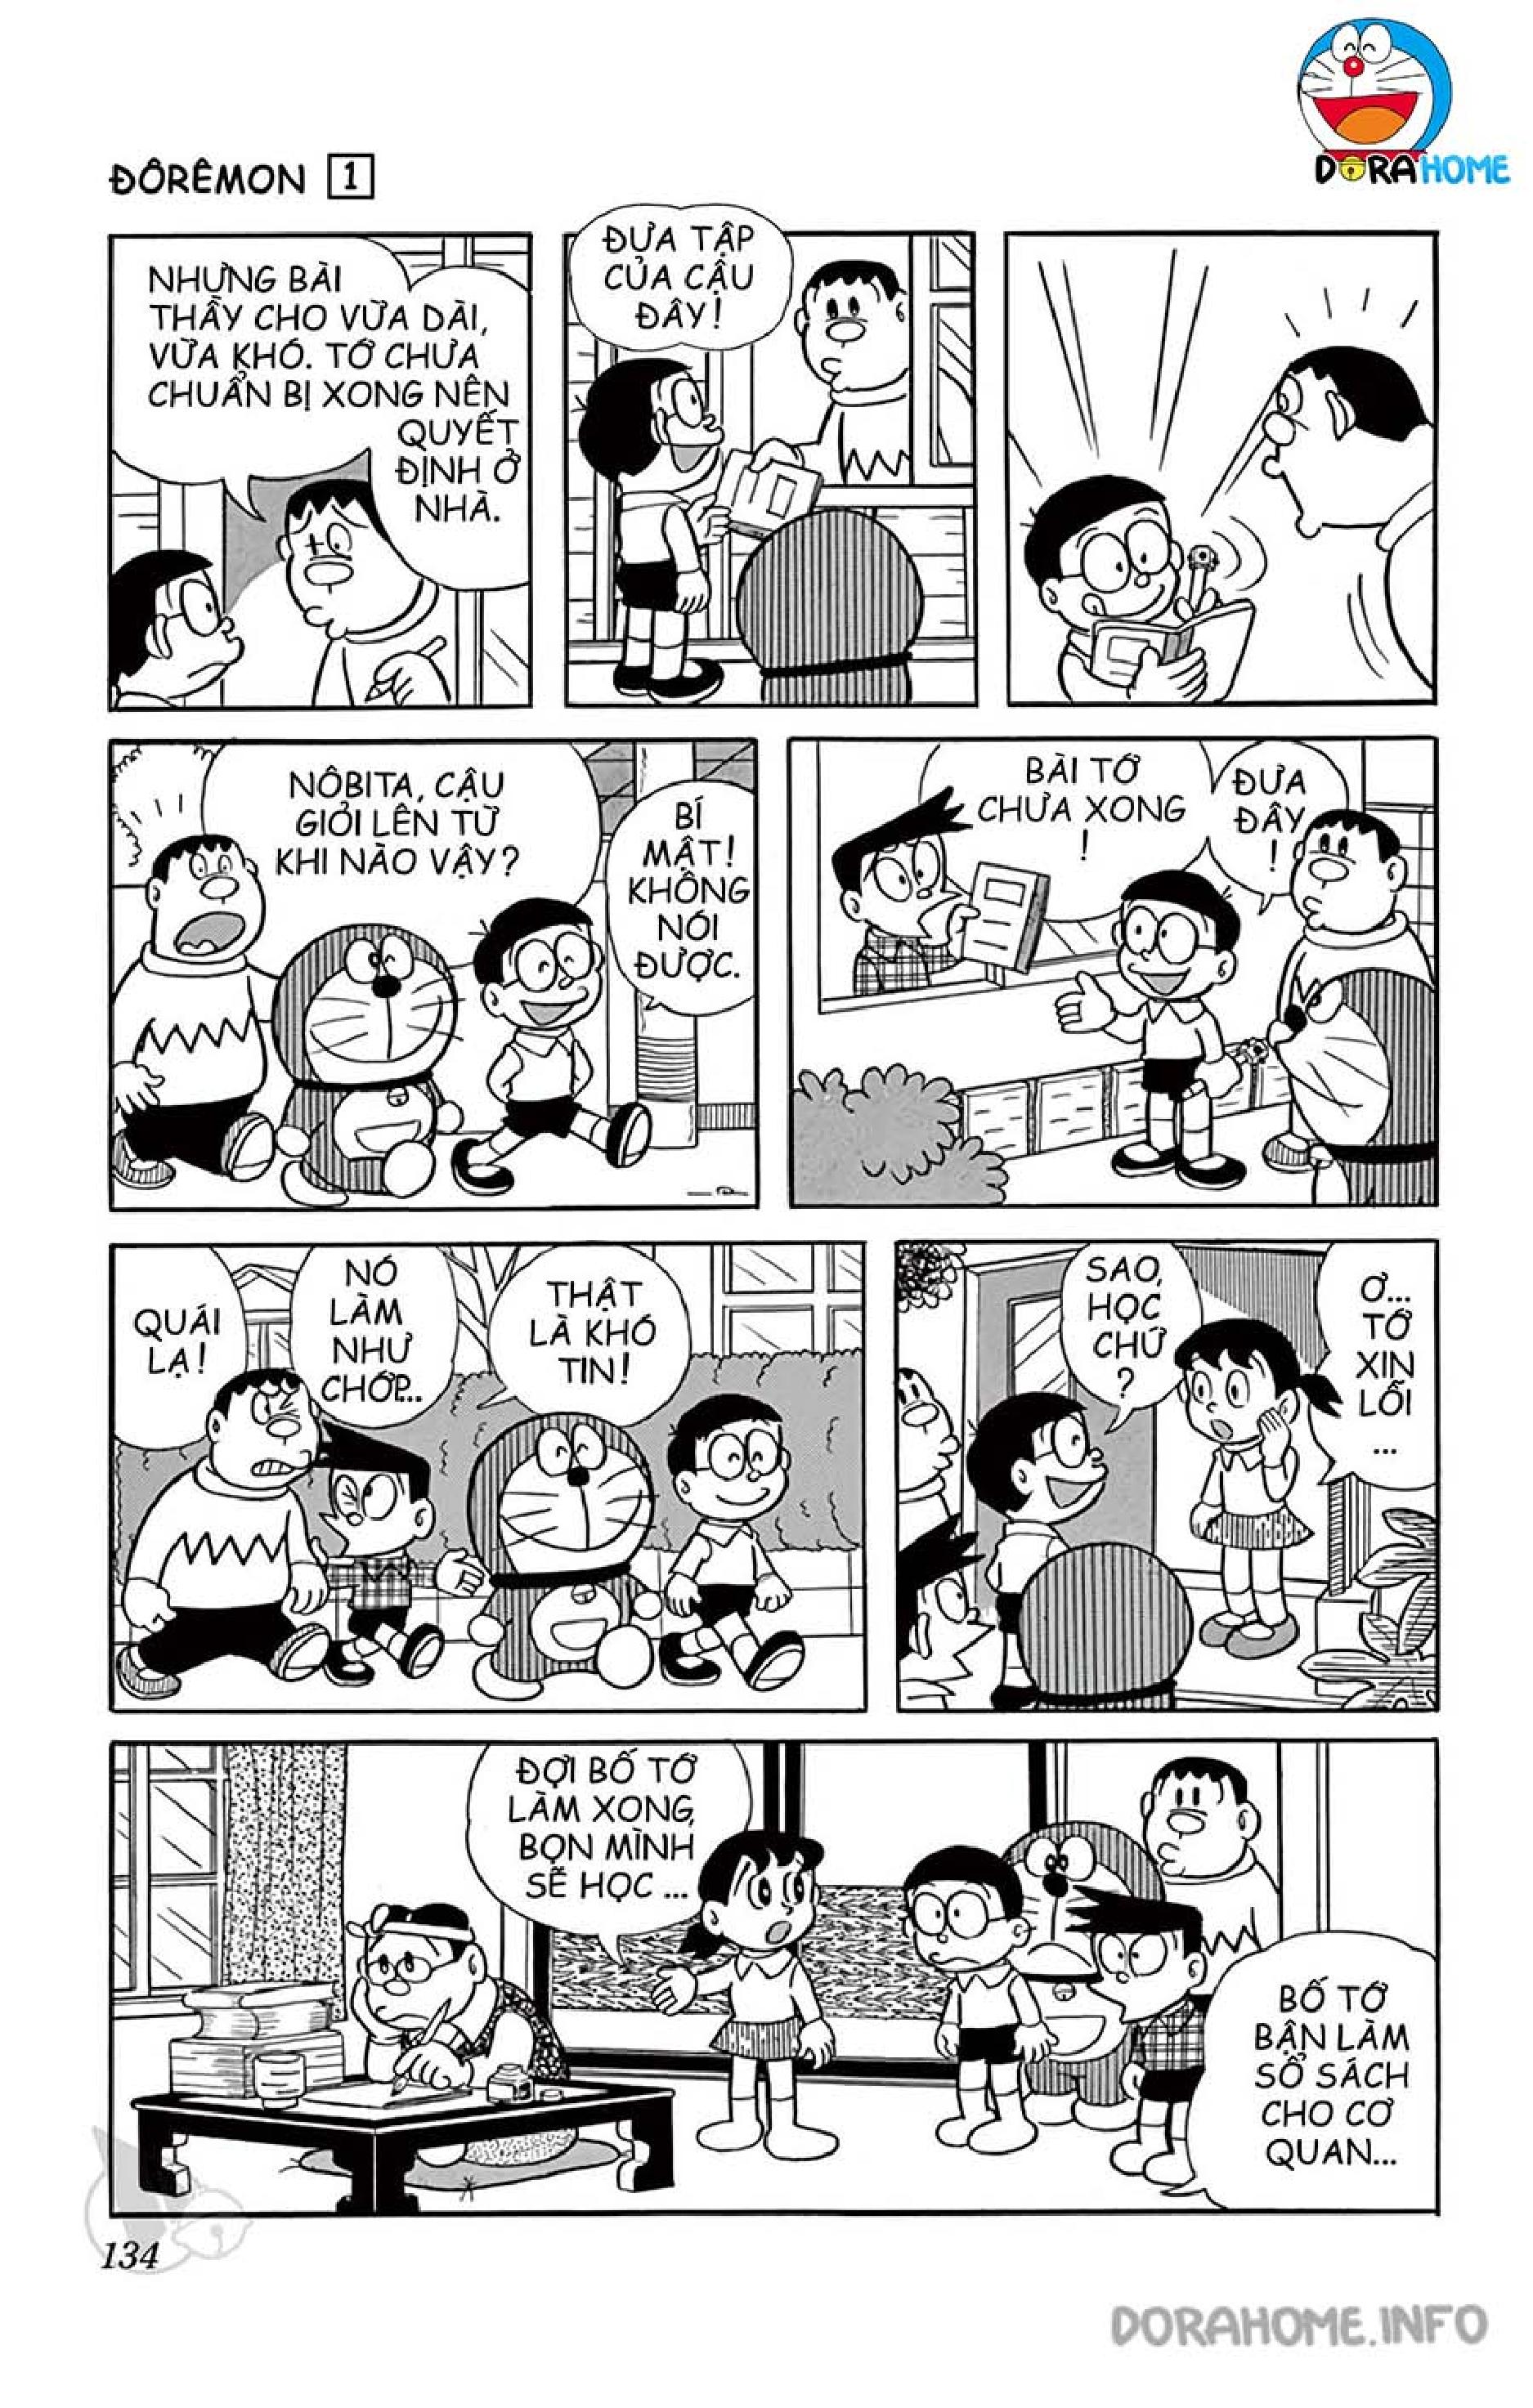 DORAHOME
ĐÔRÊMON 1
NHƯNG BÀI
THẦY CHO VỪA DÀI,
VỪA KHÓ. TỚ CHƯA
CHUẨN BỊ XONG NÊN
QUYẾT
ĐỊNH Ở
NHÀ.
ĐƯA TẬP
CỦA CẬU
ĐÂY!
NÔBITA, CẬU
GIỎI LÊN TỪ
KHI NÀO VẬY?
BÍ
MẬT!
KHÔNG
NÓI
ĐƯỢC.
BÀI TỚ
CHƯA XONG
!
ĐƯA
ĐÂY
!
QUÁI
LẠ!
NÓ
LÀM
NHƯ
CHỚP...
THẬT
LÀ KHÓ
TIN!
SAO,
HỌC
CHỨ
?
Ơ...
TỚ
XIN
LỖI
...
ĐỢI BỐ TỚ
LÀM XONG,
BỌN MÌNH
SẼ HỌC ...
BỐ TỚ
BẬN LÀM
SỔ SÁCH
CHO CƠ
QUAN...
134
DORAHOME.INFO